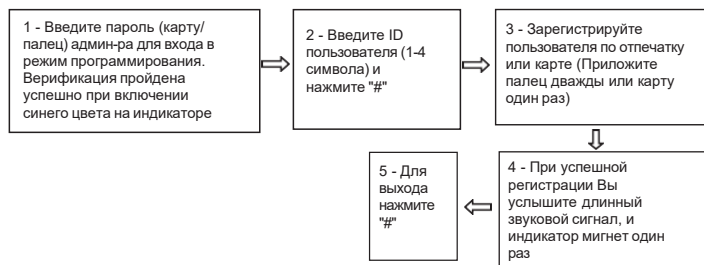 1 - Введите пароль (карту/
палец) админ-ра для входа в
режим программирования.
Верификация пройдена
успешно при включении
синего цвета на индикаторе
2 - Введите ID
пользователя (1-4
символа) и
нажмите "#"
3 - Зарегистрируйте
пользователя по отпечатку
или карте (Приложите
палец дважды или карту
один раз)
4 - При успешной
регистрации Вы
услышите длинный
звуковой сигнал, и
индикатор мигнет один
раз
5 - Для
выхода
нажмите
"#"